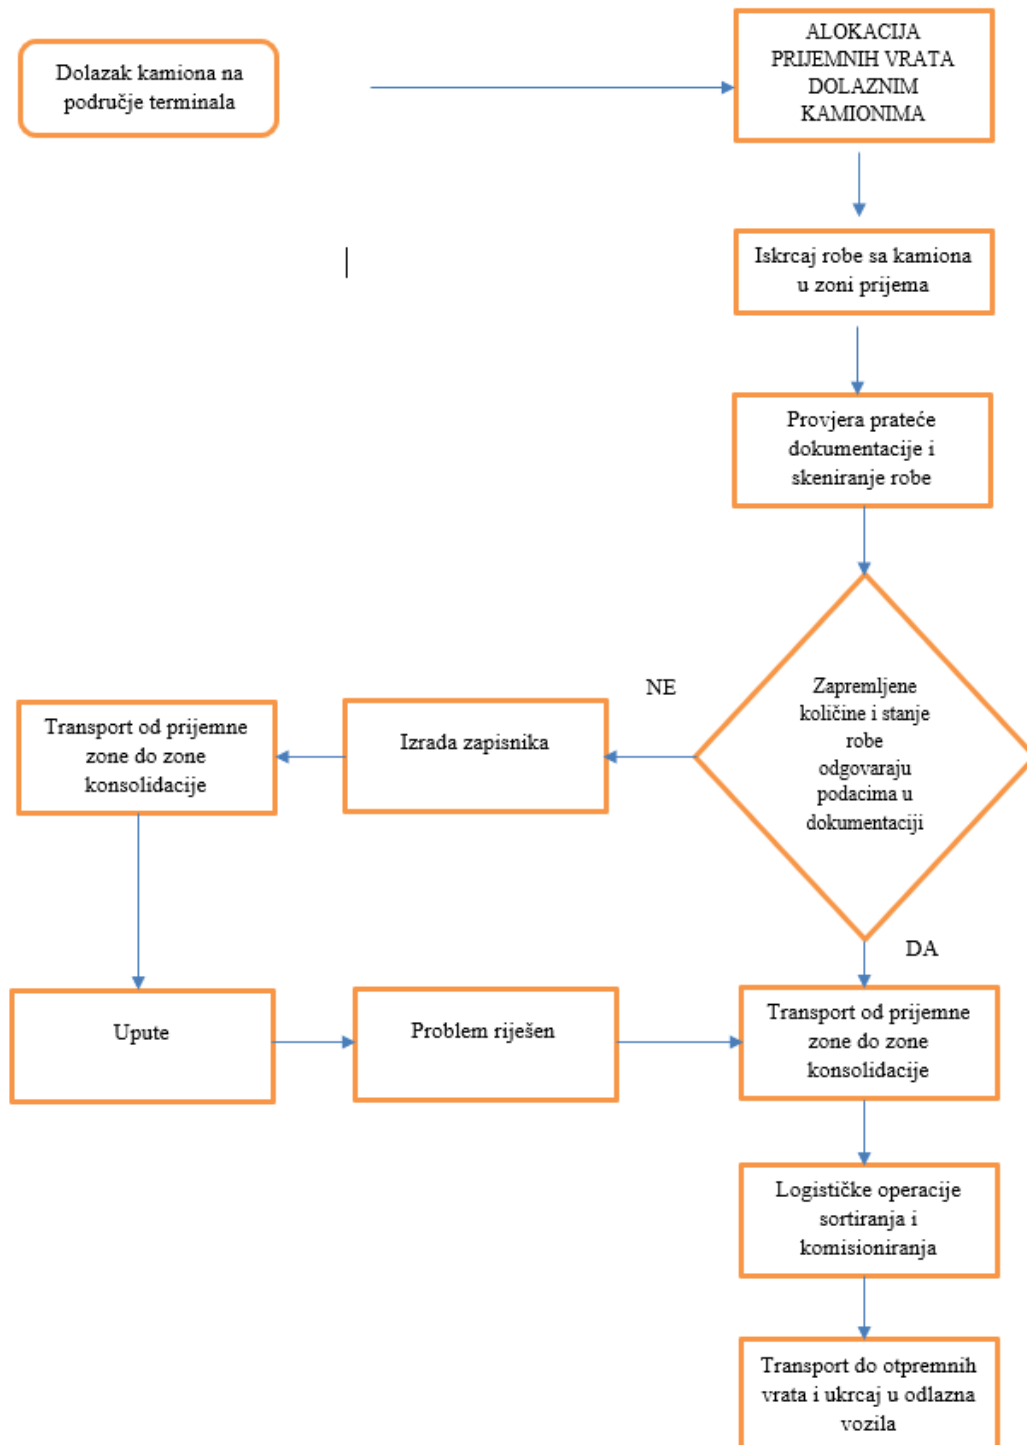 Dolazak kamiona na
područje terminala
ALOKACIJA
PRIJEMNIH VRATA
DOLAZNIM
KAMIONIMA
Iskrcaj robe sa kamiona
u zoni prijema
Provjera prateće
dokumentacije i
skeniranje robe
Zapremljene
količine i stanje
robe
odgovaraju
podacima u
dokumentaciji
NE
Izrada zapisnika
Transport od prijemne
zone do zone
konsolidacije
Upute
Problem riješen
DA
Transport od prijemne
zone do zone
konsolidacije
Logističke operacije
sortiranja i
komisioniranja
Transport do otpremnih
vrata i ukrcaj u odlazna
vozila